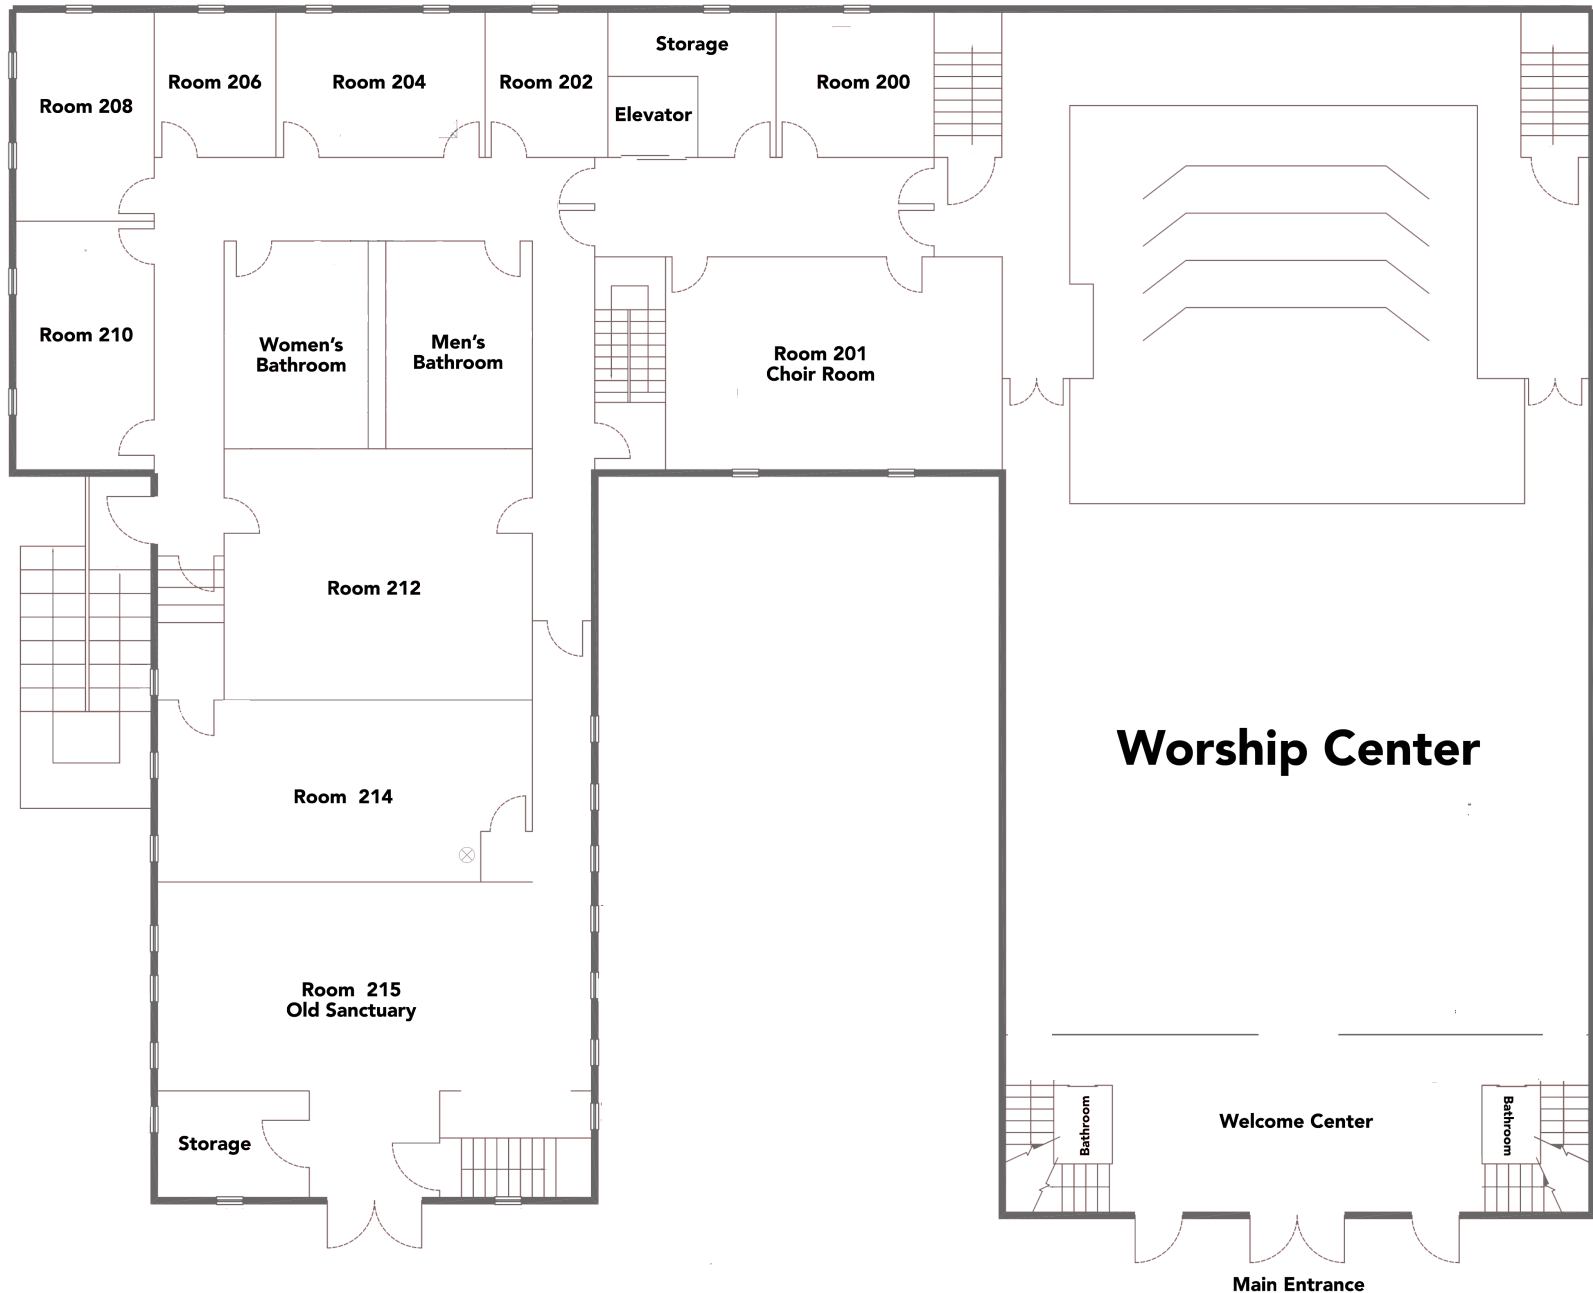 Storage
Room 206
Room 204
Room 202
Room 200
Room 208
Elevator
Room 210
Women's
Bathroom
Men's
Bathroom
Room 201
Choir Room
Room 212
Worship Center
Room 214
Room 215
Old Sanctuary
Storage
Bathroom
Welcome Center
Bathroom
Main Entrance